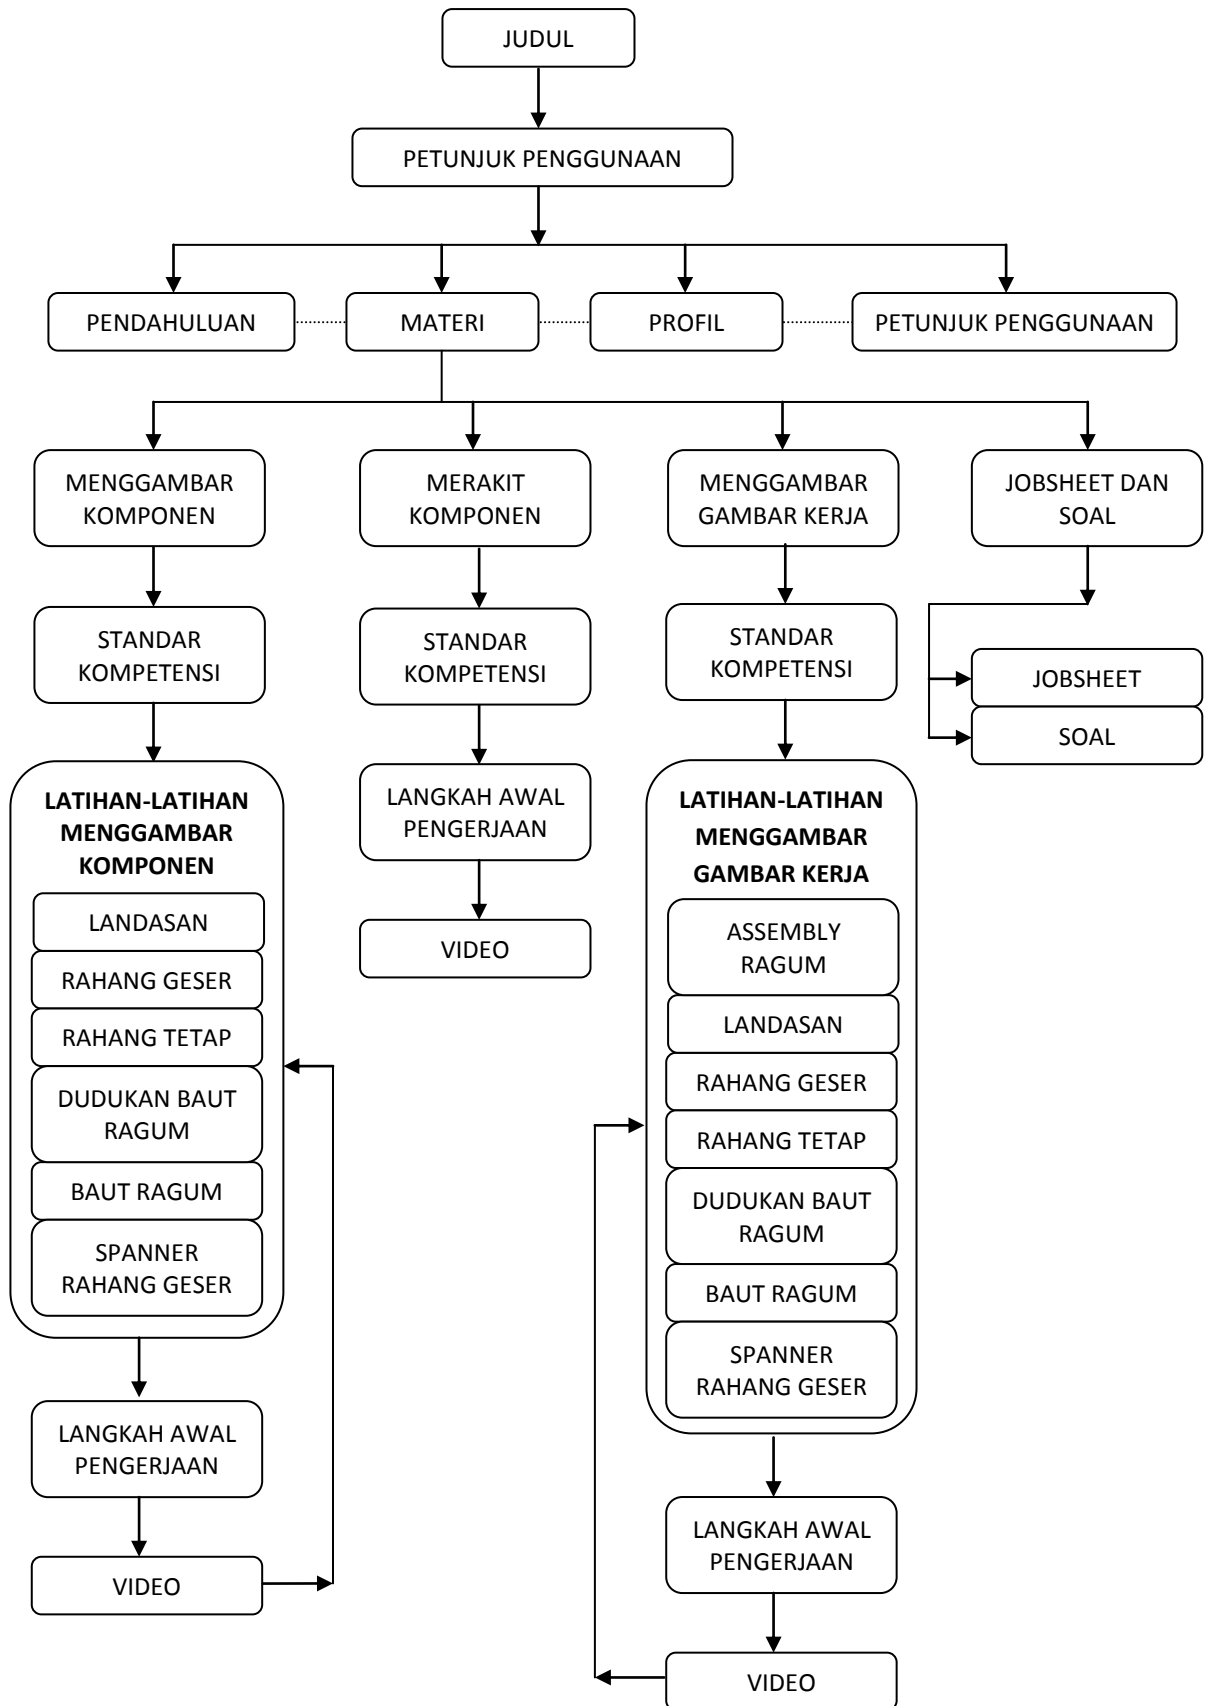 JUDUL
PETUNJUK PENGGUNAAN
PENDAHULUAN
MATERI
PROFIL
PETUNJUK PENGGUNAAN
MENGGAMBAR
KOMPONEN
MERAKIT
KOMPONEN
MENGGAMBAR
GAMBAR KERJA
JOBSHEET DAN
SOAL
STANDAR
KOMPETENSI
STANDAR
KOMPETENSI
STANDAR
KOMPETENSI
JOBSHEET
SOAL
LATIHAN-LATIHAN
MENGGAMBAR
KOMPONEN
LANDASAN
RAHANG GESER
RAHANG TETAP
DUDUKAN BAUT
RAGUM
BAUT RAGUM
SPANNER
RAHANG GESER
LANGKAH AWAL
PENGERJAAN
VIDEO
LANGKAH AWAL
PENGERJAAN
VIDEO
LATIHAN-LATIHAN
MENGGAMBAR
GAMBAR KERJA
ASSEMBLY
RAGUM
LANDASAN
RAHANG GESER
RAHANG TETAP
DUDUKAN BAUT
RAGUM
BAUT RAGUM
SPANNER
RAHANG GESER
LANGKAH AWAL
PENGERJAAN
VIDEO